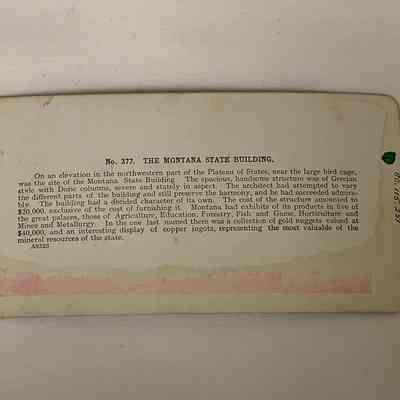 No. 277. THE MONTANA STATE BUILDING.
On an elevation in the northwestern part of the Plateau of States, near the large bird cage,
was the site of the Montana State Building. The spacious, handsome structure was of Grecian
style with Doric columns, severe and stately in aspect. The architect had attempted to vary
the different parts of the building and still preserve the harmony, and he had succeeded admira-
bly. The building had a decided character of its own. The cost of the structure amounted to
$20,000, exclusive of the cost of furnishing it. Montana had exhibits of its products in five of
the great palaces, those of Agriculture, Education, Forestry, Fish and Game, Horticulture and
Mines and Metallurgy. In the one last named there was a collection of gold nuggets valued at
$40,000, and an interesting display of copper ingots, representing the most valuable of the
mineral resources of the state.